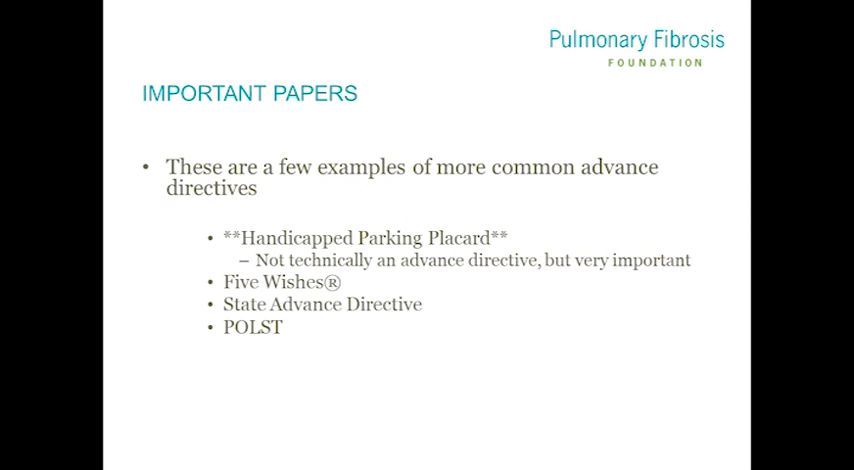 Pulmonary Fibrosis
FOUNDATION
IMPORTANT PAPERS
• These are a few examples of more common advance
directives
• **Handicapped Parking Placard**
– Not technically an advance directive, but very important
• Five Wishes®
• State Advance Directive
• POLST